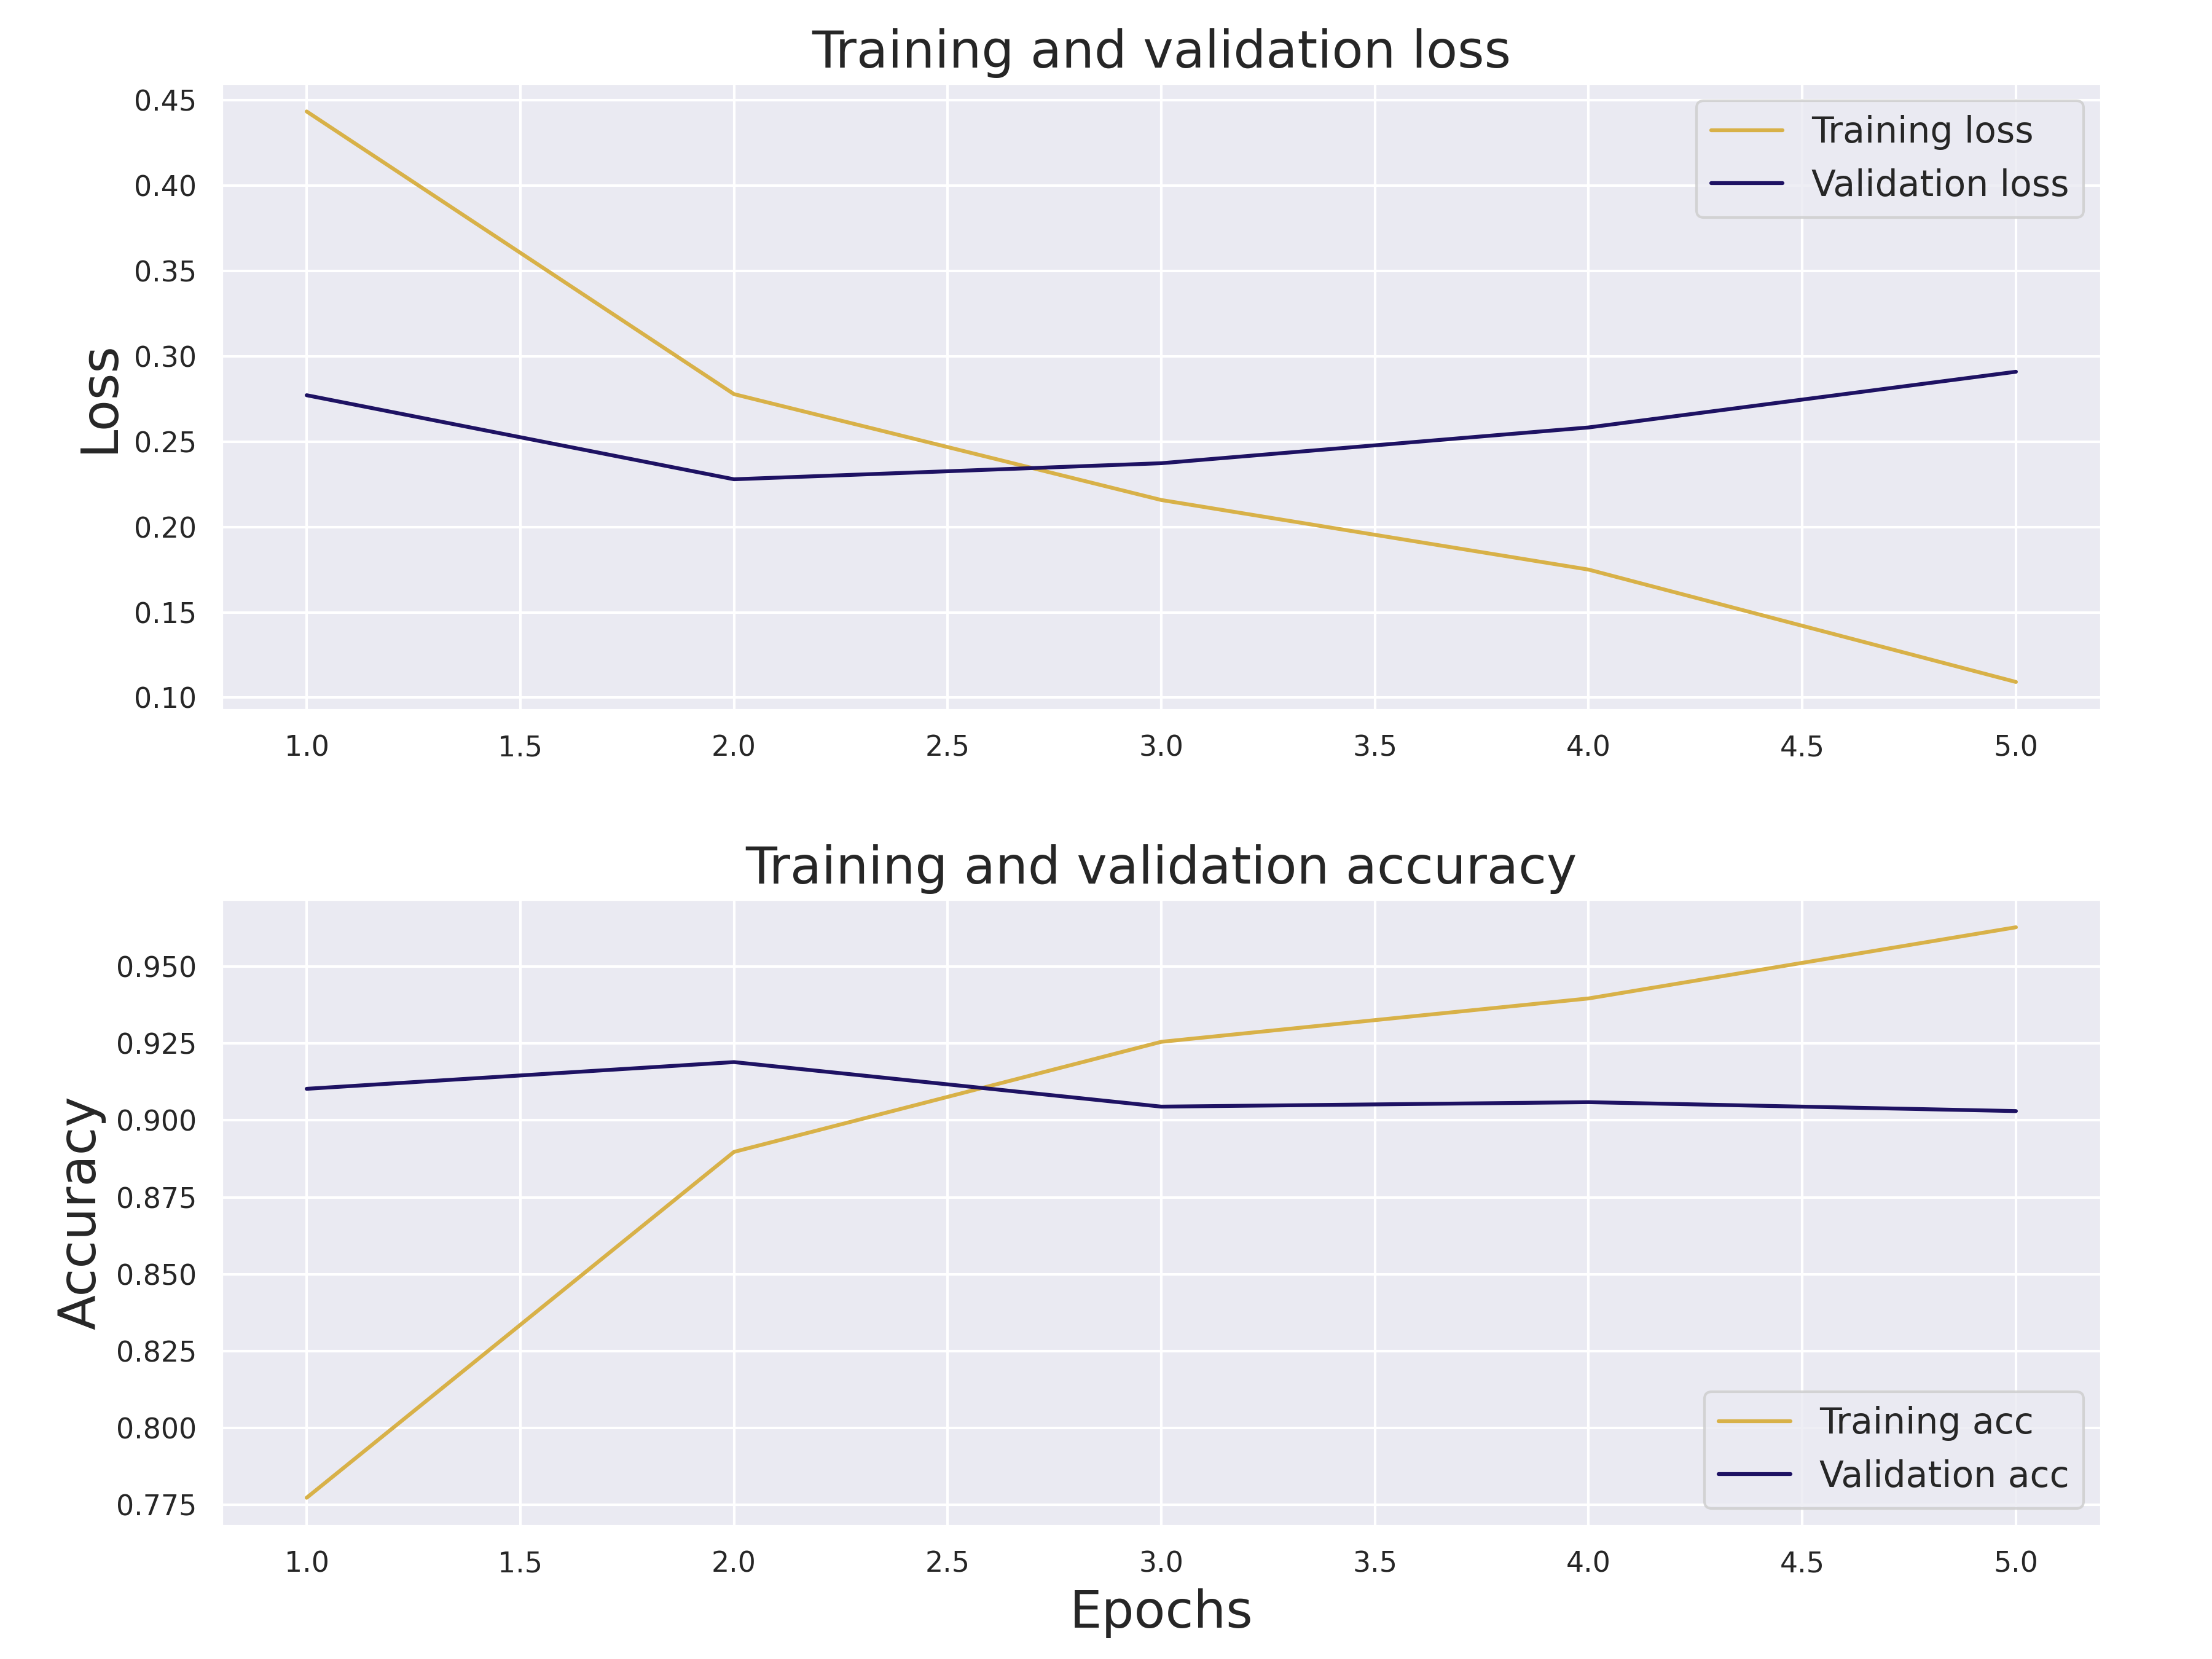 Training and validation loss
Training loss
Validation loss
Loss
0.45
0.40
0.35
0.30
0.25
0.20
0.15
0.10
1.0 1.5 2.0 2.5 3.0 3.5 4.0 4.5 5.0
Training and validation accuracy
Accuracy
0.950
0.925
0.900
0.875
0.850
0.825
0.800
0.775
Training acc
Validation acc
1.0 1.5 2.0 2.5 3.0 3.5 4.0 4.5 5.0
Epochs